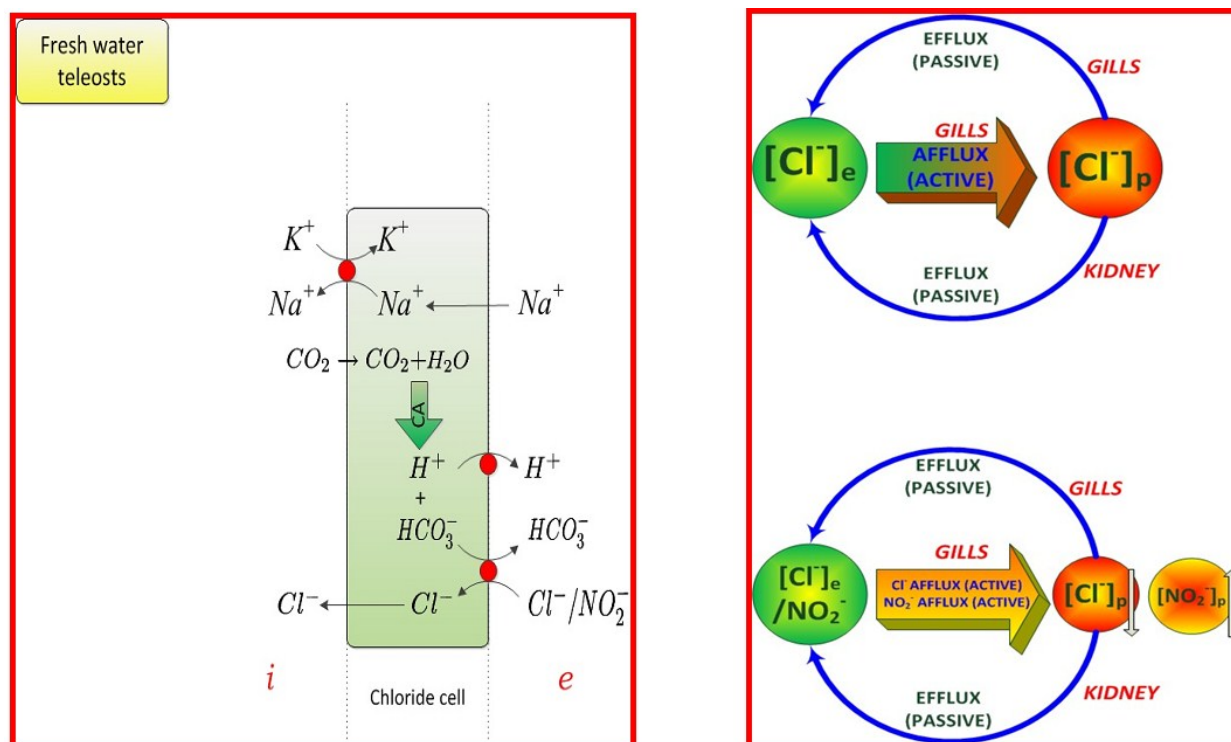 Fresh water
teleosts
K⁺ K⁺
Na⁺ Na⁺ Na⁺
CO₂ → CO₂+H₂O
CA
H⁺ H⁺
+
HCO₃⁻ HCO₃⁻
Cl⁻ Cl⁻ Cl⁻/NO₂⁻
i e
Chloride cell
EFFLUX
(PASSIVE)
GILLS
GILLS
[Cl⁻]e
AFFLUX
(ACTIVE)
[Cl⁻]p
EFFLUX
(PASSIVE)
KIDNEY
EFFLUX
(PASSIVE)
GILLS
GILLS
[Cl⁻]e
/NO₂⁻
Cl⁻ AFFLUX (ACTIVE)
NO₂⁻ AFFLUX (ACTIVE)
[Cl⁻]p
[NO₂⁻]p
KIDNEY
EFFLUX
(PASSIVE)